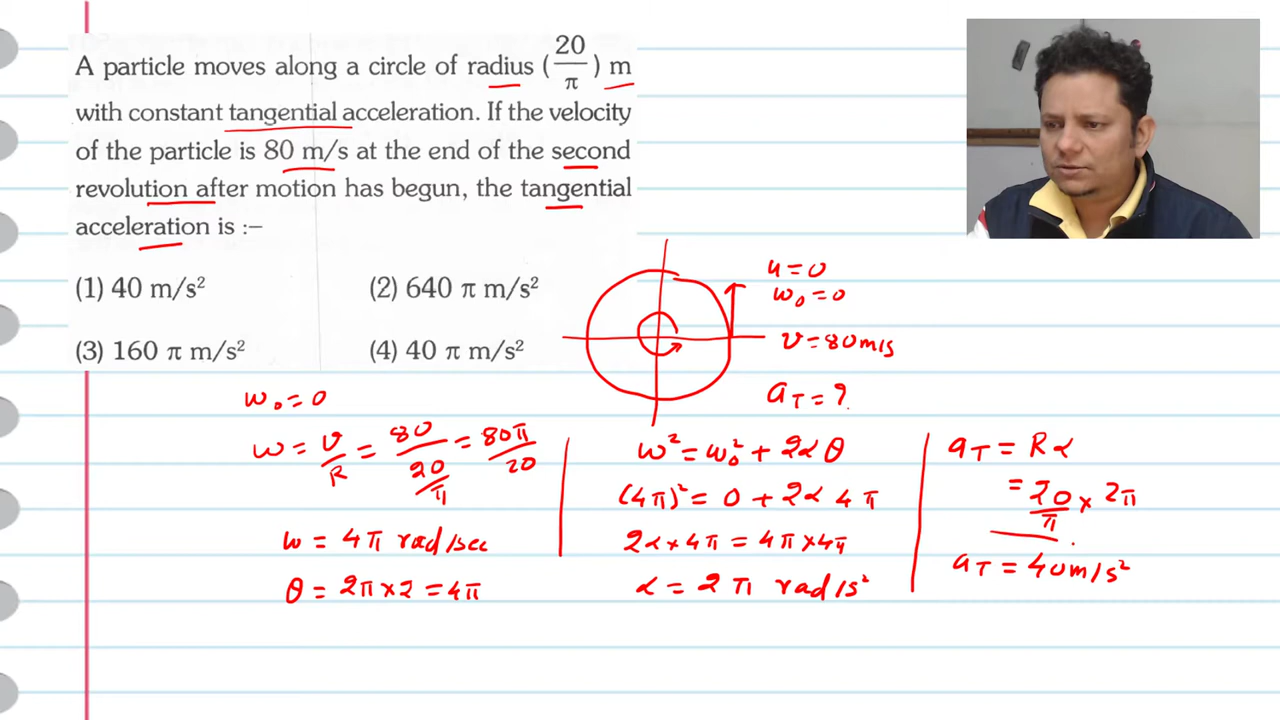 A particle moves along a circle of radius (20/π) m
with constant tangential acceleration. If the velocity
of the particle is 80 m/s at the end of the second
revolution after motion has begun, the tangential
acceleration is :–
(1) 40 m/s²
(2) 640 π m/s²
(3) 160 π m/s²
(4) 40 π m/s²
u = 0
ω₀ = 0
v = 80 m/s
a_T = ?
ω₀ = 0
ω = v/R = 80/(20/π) = 80π/20
ω = 4π rad/sec
θ = 2π × 2 = 4π
ω² = ω₀² + 2αθ
(4π)² = 0 + 2α 4π
2α × 4π = 4π × 4π
α = 2π rad/s²
a_T = Rα
= 20/π × 2π
a_T = 40 m/s²